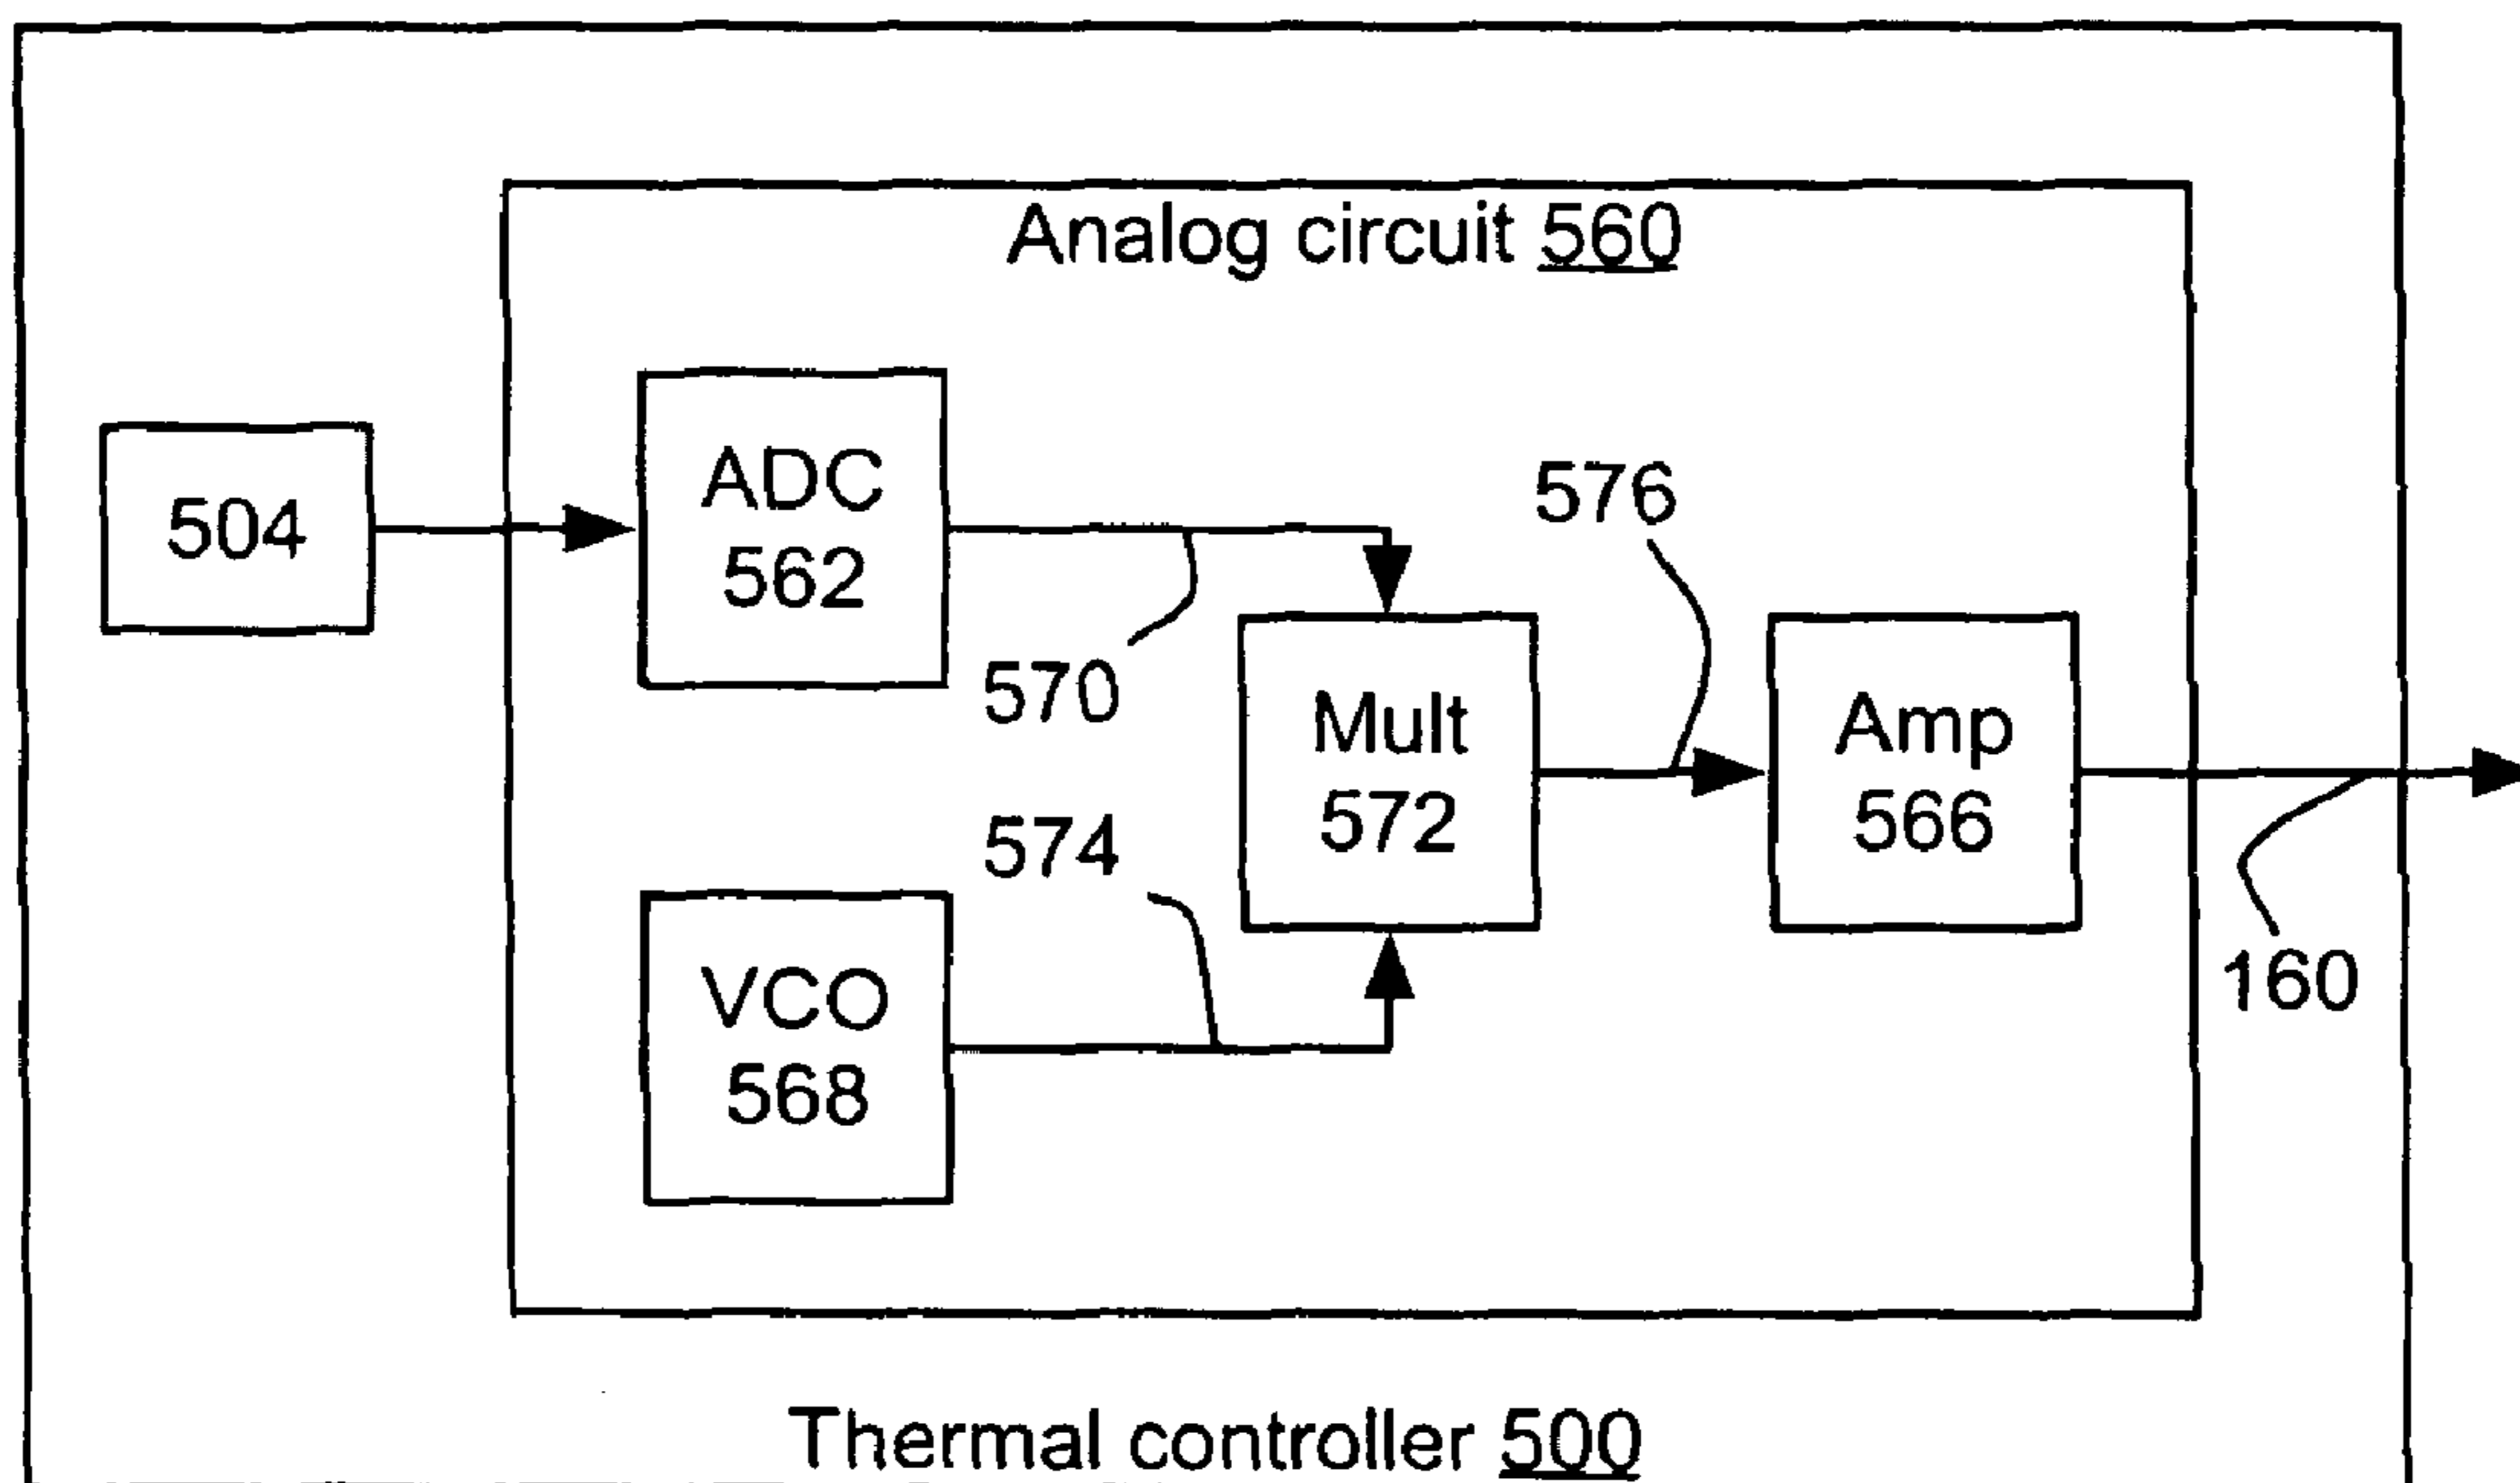 Analog circuit 560
504
ADC
562
570
576
Mult
572
Amp
566
574
VCO
568
160
Thermal controller 500